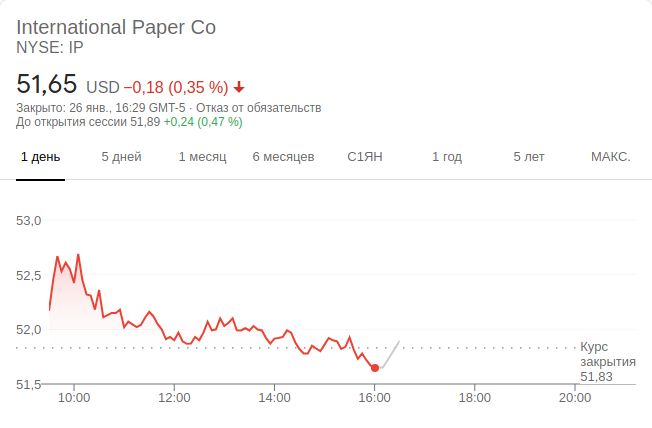 International Paper Co
NYSE: IP
51,65 USD −0,18 (0,35 %)
Закрыто: 26 янв., 16:29 GMT-5 · Отказ от обязательств
До открытия сессии 51,89 +0,24 (0,47 %)
1 день 5 дней 1 месяц 6 месяцев С1ЯН 1 год 5 лет МАКС.
53,0
52,5
52,0
Курс
закрытия
51,83
51,5
10:00 12:00 14:00 16:00 18:00 20:00